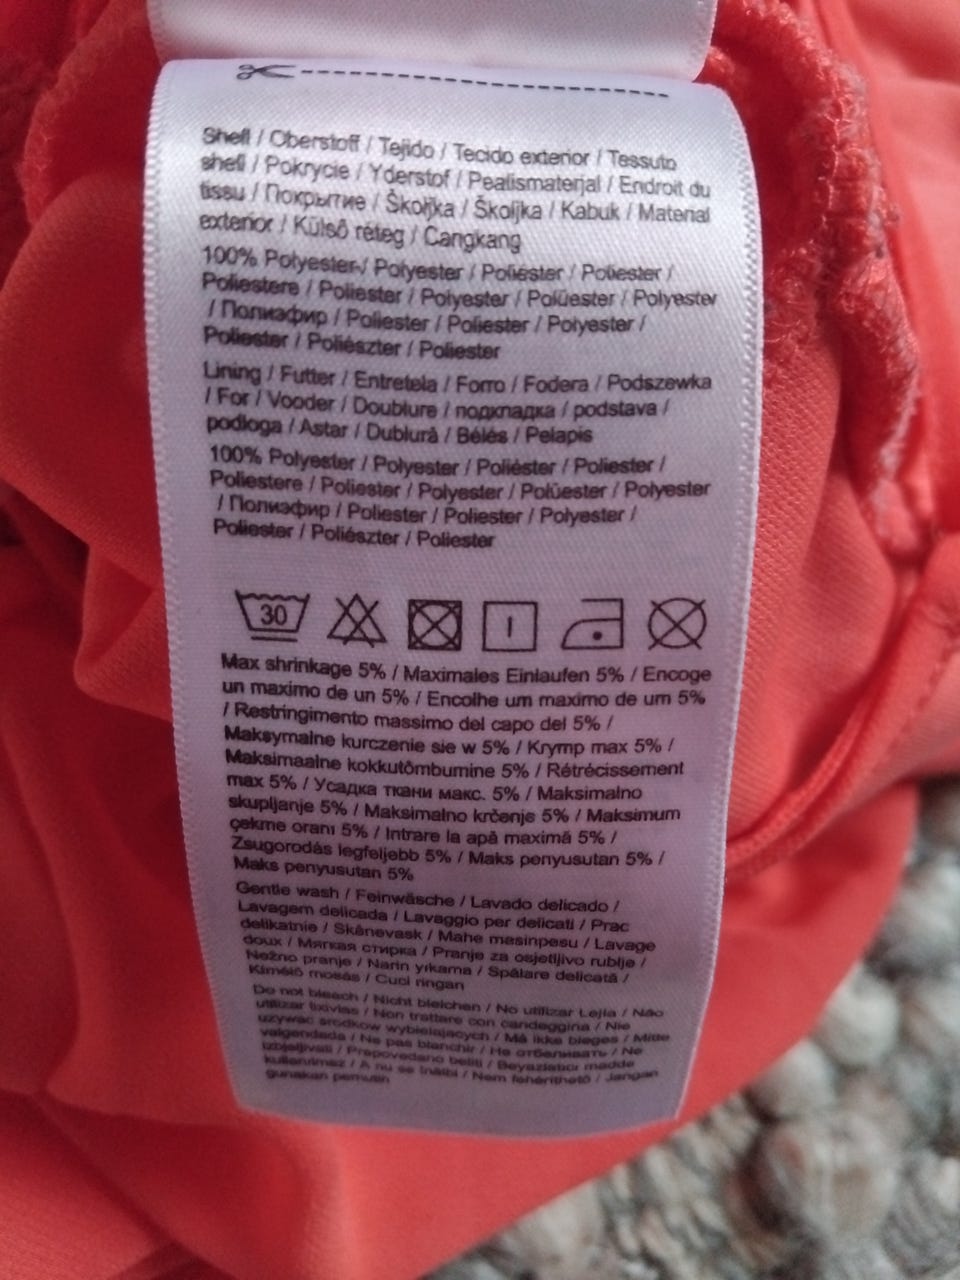 Shell / Oberstoff / Tejido / Tecido exterior / Tessuto
shell / Pokrycie / Yderstof / Pealismaterjal / Endroit du
tissu / Покрытие / Školjka / Školjka / Kabuk / Material
exterior / Külsô réteg / Cangkang
100% Polyester / Polyester / Poliéster / Poliester /
Poliestere / Poliester / Polyester / Polüester / Polyester
/ Полиафир / Poliester / Poliester / Polyester /
Poliester / Poliészter / Poliester
Lining / Futter / Entretela / Forro / Fodera / Podszewka
/ For / Vooder / Doublure / подкладка / podstava /
podloga / Astar / Dublură / Bélés / Pelapis
100% Polyester / Polyester / Poliéster / Poliester /
Poliestere / Poliester / Polyester / Polüester / Polyester
/ Полиафир / Poliester / Poliester / Polyester /
Poliester / Poliészter / Poliester
30
Max shrinkage 5% / Maximales Einlaufen 5% / Encoge
un maximo de un 5% / Encolhe um maximo de um 5%
/ Restringimento massimo del capo del 5% /
Maksymalne kurczenie sie w 5% / Krymp max 5% /
Maksimaalne kokkutômbumine 5% / Rétrécissement
max 5% / Усадка ткани макс. 5% / Maksimalno
skupljanje 5% / Maksimalno krčenje 5% / Maksimum
çekme oranı 5% / Intrare la apă maximă 5% /
Zsugorodás legfeljebb 5% / Maks penyusutan 5% /
Maks penyusutan 5%
Gentle wash / Feinwäsche / Lavado delicado /
Lavagem delicada / Lavaggio per delicati / Prac
delikatnie / Skånevask / Mahe masinpesu / Lavage
doux / Мягкая стирка / Pranje za osjetljivo rublje /
Nežno pranje / Narin yıkama / Spălare delicată /
Kímélő mosás / Cuci ringan
Do not bleach / Nicht bleichen / No utilizar Lejía / Não
utilizar lixívias / Non trattare con candeggina / Nie
uzywac srodkow wybielajacych / Må ikke bleges / Mitte
valgendada / Ne pas blanchir / Не отбеливать / Ne
izbjeljivati / Prepovedano beliti / Beyazlatıcı madde
kullanılmaz / A nu se înălbi / Nem fehéríthető / Jangan
gunakan pemutih